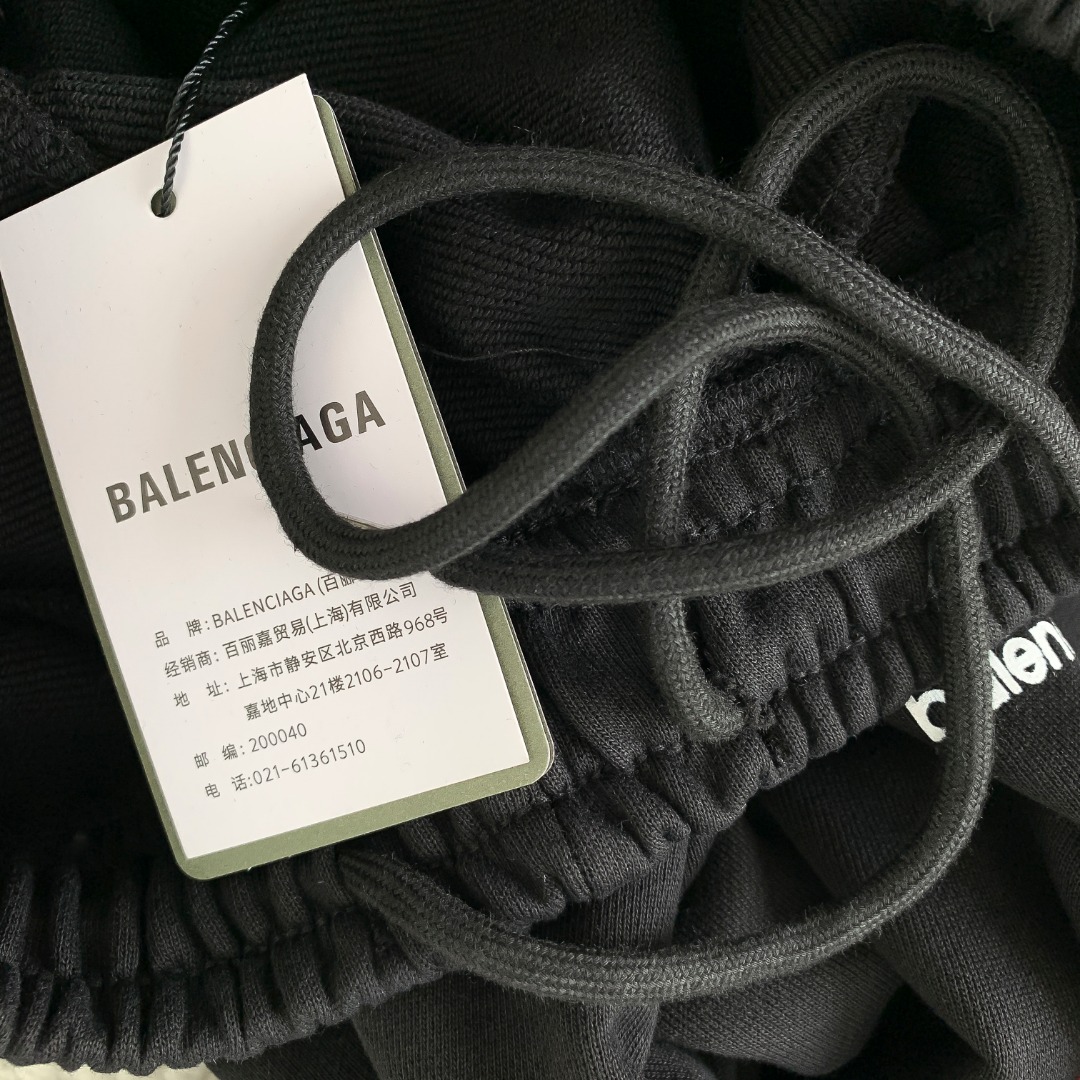 BALENCIAGA
品 牌:BALENCIAGA (百丽
经销商: 百丽嘉贸易(上海)有限公司
地 址: 上海市静安区北京西路968号
嘉地中心21楼2106-2107室
邮 编: 200040
电 话:021-61361510
balen